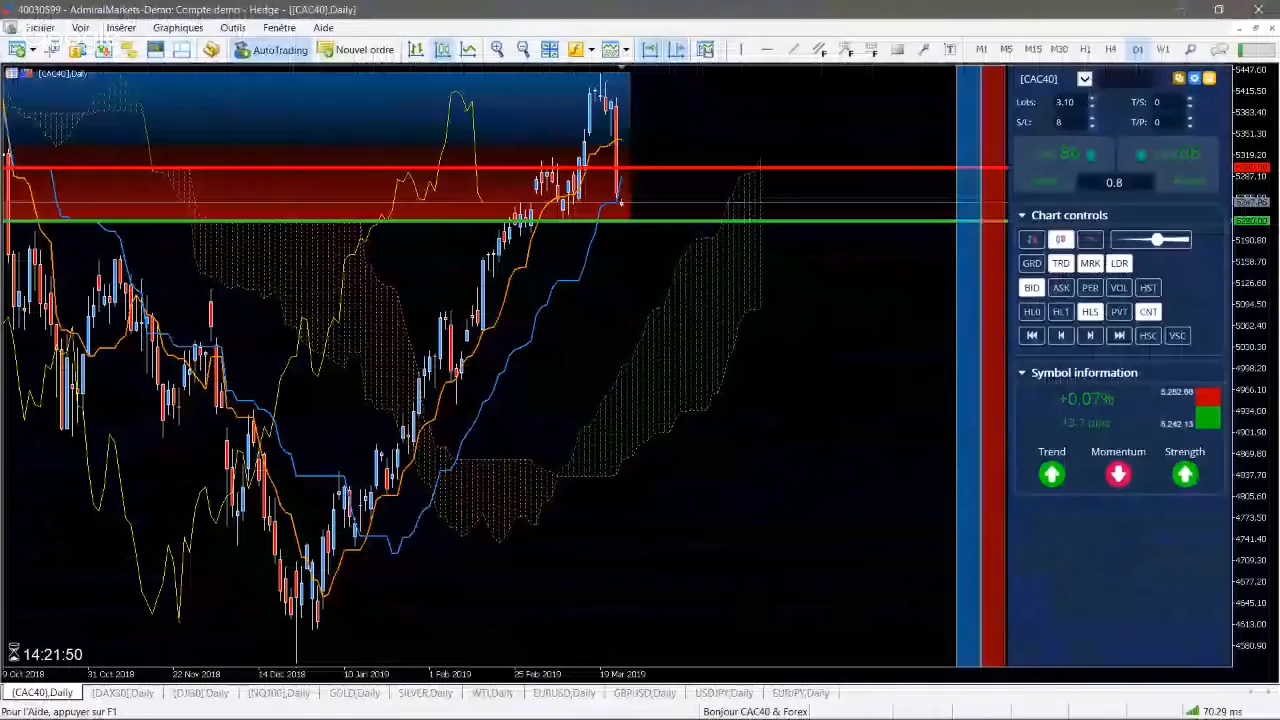 40030599 - AdmiralMarkets-Demo: Compte demo - Hedge - [[CAC40],Daily]
Fichier Voir Insérer Graphiques Outils Fenêtre Aide
AutoTrading Nouvel ordre M1 M5 M15 M30 H1 H4 D1 W1
[CAC40],Daily
5447.60
5415.50
5383.40
5351.30
5319.20
5287.10
5190.80
5158.70
5126.60
5094.50
5062.40
5030.30
4998.20
4966.10
4934.00
4901.90
4869.80
4837.70
4805.60
4773.50
4741.40
4709.30
4677.20
4645.10
4613.00
4580.90
[CAC40]
Lots: 3.10 T/S: 0
S/L: 8 T/P: 0
0.8
Chart controls
GRD TRD MRK LDR
BID ASK PER VOL HST
HL0 HL1 HLS PVT CNT
HSC VSC
Symbol information
+0.07%
5,242.13
Trend Momentum Strength
14:21:50
9 Oct 2018 31 Oct 2018 22 Nov 2018 14 Dec 2018 10 Jan 2019 1 Feb 2019 25 Feb 2019 19 Mar 2019
[CAC40],Daily [DAX30],Daily [DJI30],Daily [NQ100],Daily GOLD,Daily SILVER,Daily WTI,Daily EURUSD,Daily GBPUSD,Daily USDJPY,Daily EURJPY,Daily
Pour l'Aide, appuyer sur F1 Bonjour CAC40 & Forex 70.29 ms